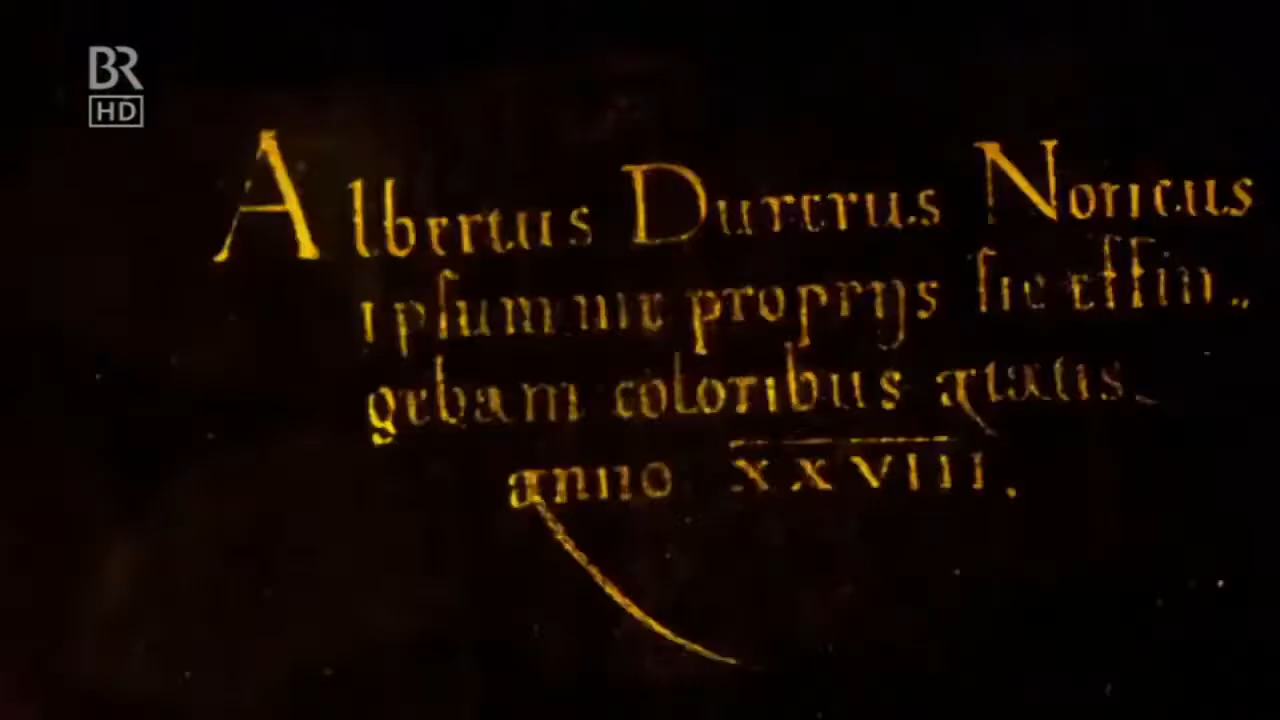 BR
HD
Albertus Durerus Noricus
ipſum me proprijs ſic effin„
gebam coloribus ætatis
anno XXVIII.